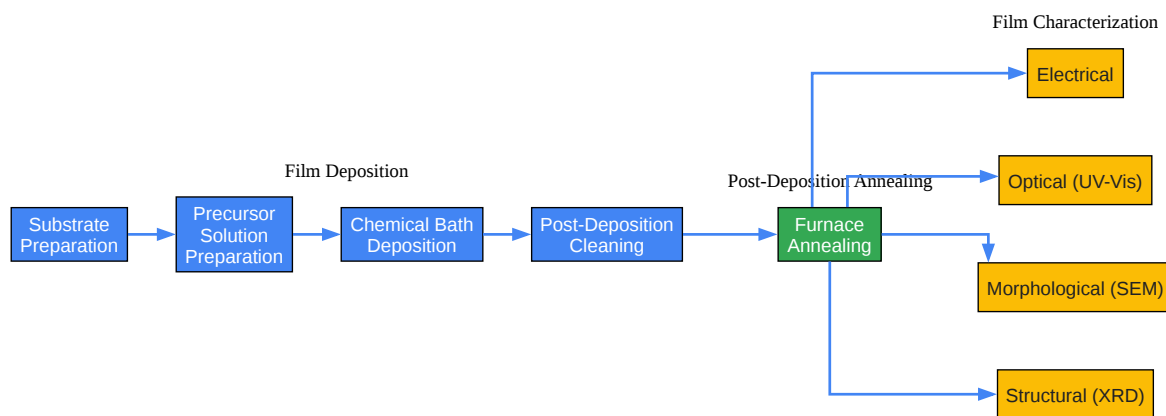 Film Characterization
Electrical
Film Deposition
Post-Deposition Annealing
Optical (UV-Vis)
Substrate
Preparation
Precursor
Solution
Preparation
Chemical Bath
Deposition
Post-Deposition
Cleaning
Furnace
Annealing
Morphological (SEM)
Structural (XRD)